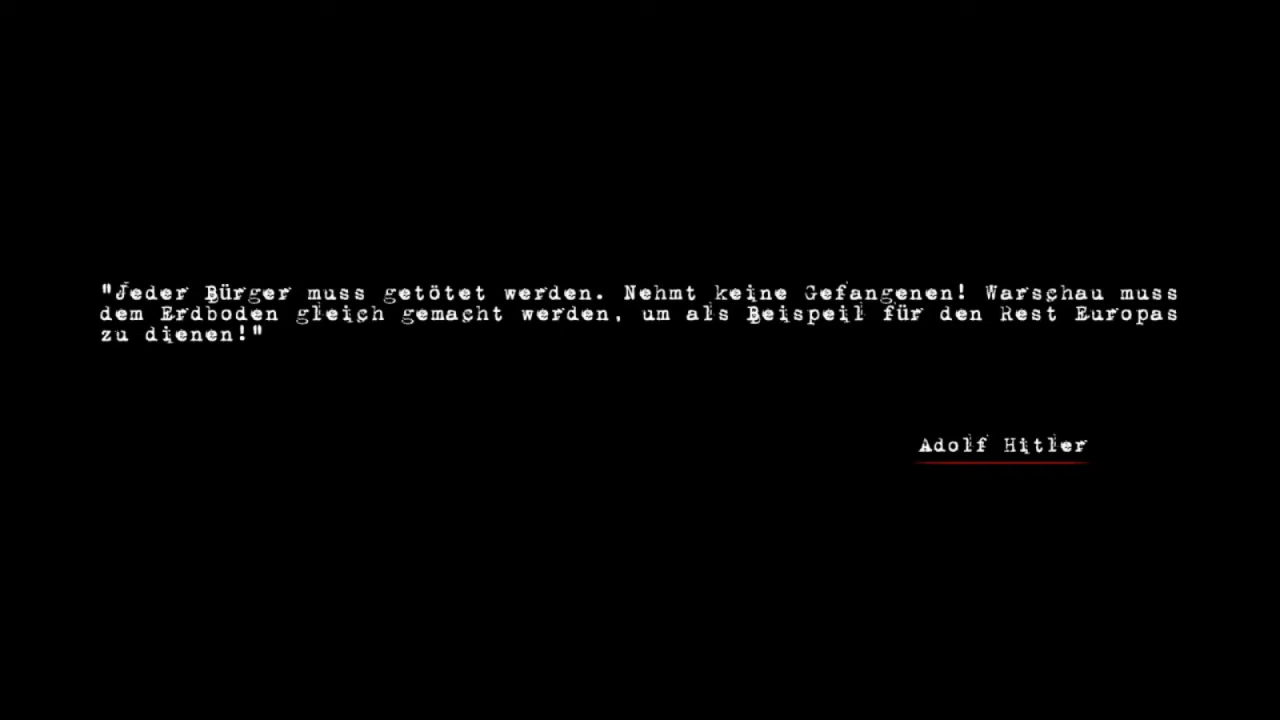 "Jeder Bürger muss getötet werden. Nehmt keine Gefangenen! Warschau muss
dem Erdboden gleich gemacht werden, um als Beispeil für den Rest Europas
zu dienen!"
Adolf Hitler